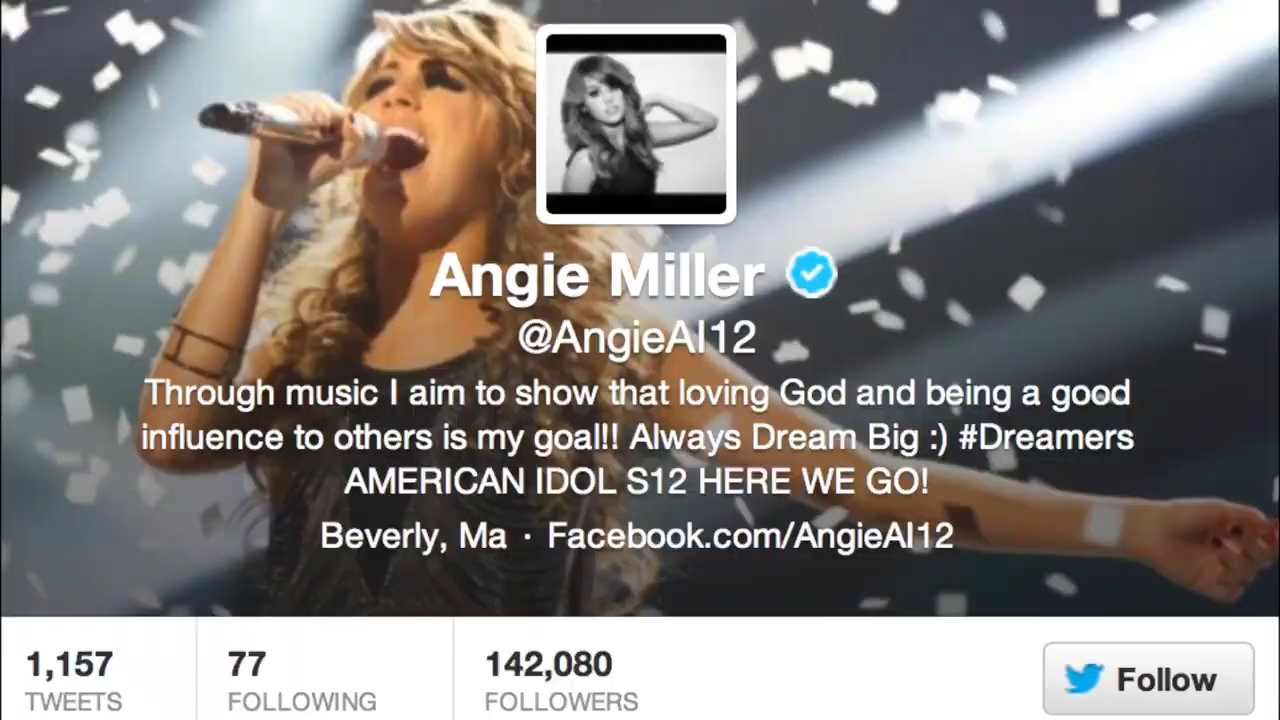 Angie Miller
@AngieAI12
Through music I aim to show that loving God and being a good
influence to others is my goal!! Always Dream Big :) #Dreamers
AMERICAN IDOL S12 HERE WE GO!
Beverly, Ma · Facebook.com/AngieAI12
1,157 77 142,080
TWEETS FOLLOWING FOLLOWERS
Follow